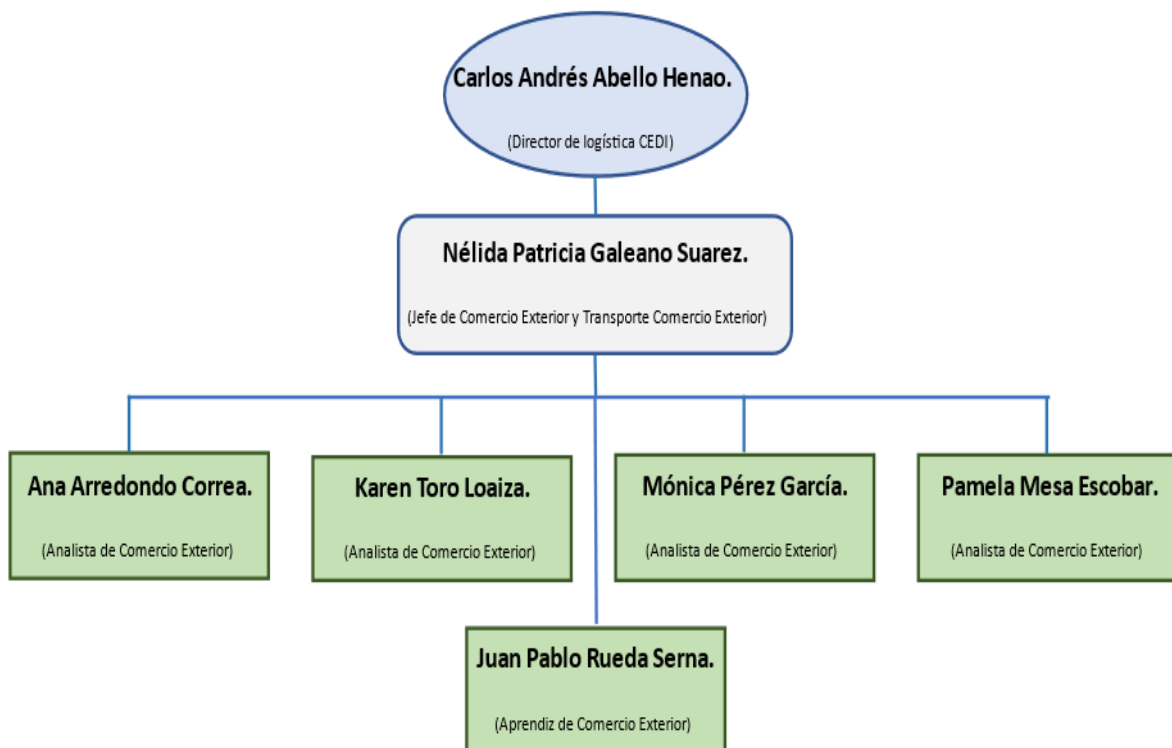 Carlos Andrés Abello Henao.
(Director de logística CEDI)
Nélida Patricia Galeano Suarez.
(Jefe de Comercio Exterior y Transporte Comercio Exterior)
Ana Arredondo Correa.
(Analista de Comercio Exterior)
Karen Toro Loaiza.
(Analista de Comercio Exterior)
Mónica Pérez García.
(Analista de Comercio Exterior)
Pamela Mesa Escobar.
(Analista de Comercio Exterior)
Juan Pablo Rueda Serna.
(Aprendiz de Comercio Exterior)